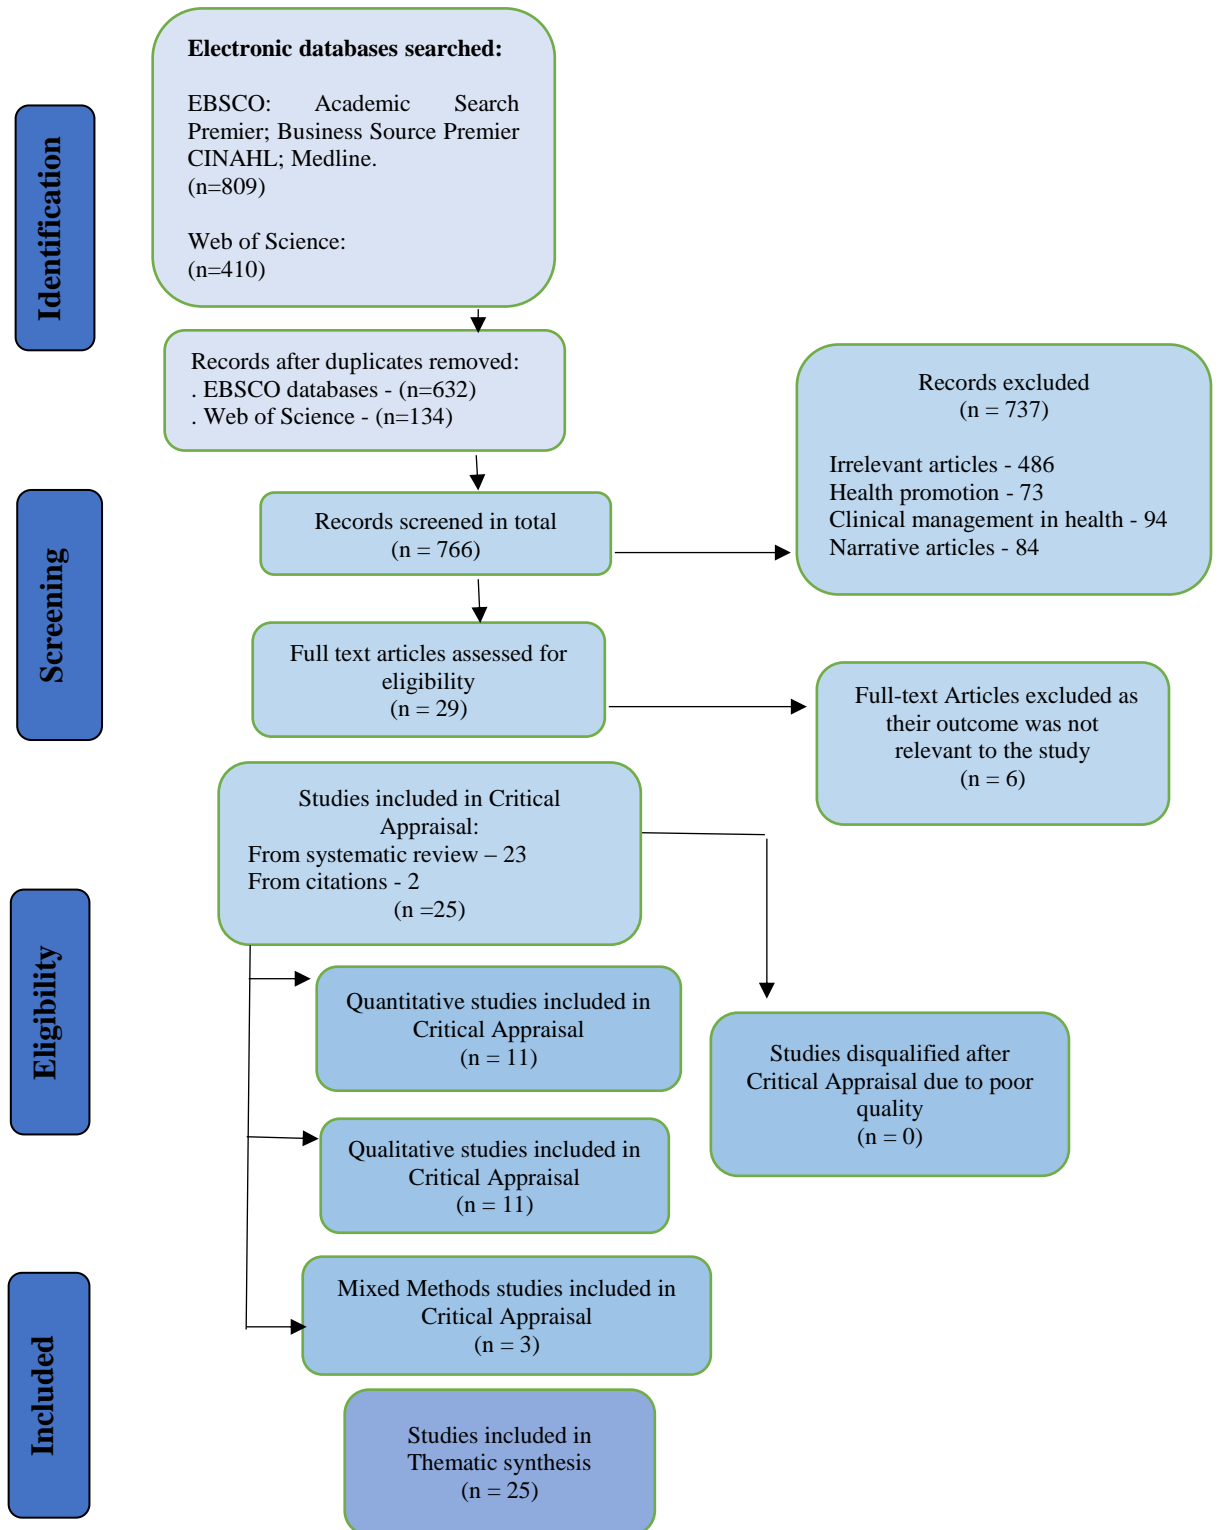 Identification
Electronic databases searched:
EBSCO: Academic Search
Premier; Business Source Premier
CINAHL; Medline.
(n=809)
Web of Science:
(n=410)
Records after duplicates removed:
. EBSCO databases - (n=632)
. Web of Science - (n=134)
Screening
Records screened in total
(n = 766)
Records excluded
(n = 737)
Irrelevant articles - 486
Health promotion - 73
Clinical management in health - 94
Narrative articles - 84
Full text articles assessed for
eligibility
(n = 29)
Full-text Articles excluded as
their outcome was not
relevant to the study
(n = 6)
Eligibility
Studies included in Critical
Appraisal:
From systematic review – 23
From citations - 2
(n =25)
Quantitative studies included in
Critical Appraisal
(n = 11)
Studies disqualified after
Critical Appraisal due to poor
quality
(n = 0)
Qualitative studies included in
Critical Appraisal
(n = 11)
Included
Mixed Methods studies included in
Critical Appraisal
(n = 3)
Studies included in
Thematic synthesis
(n = 25)